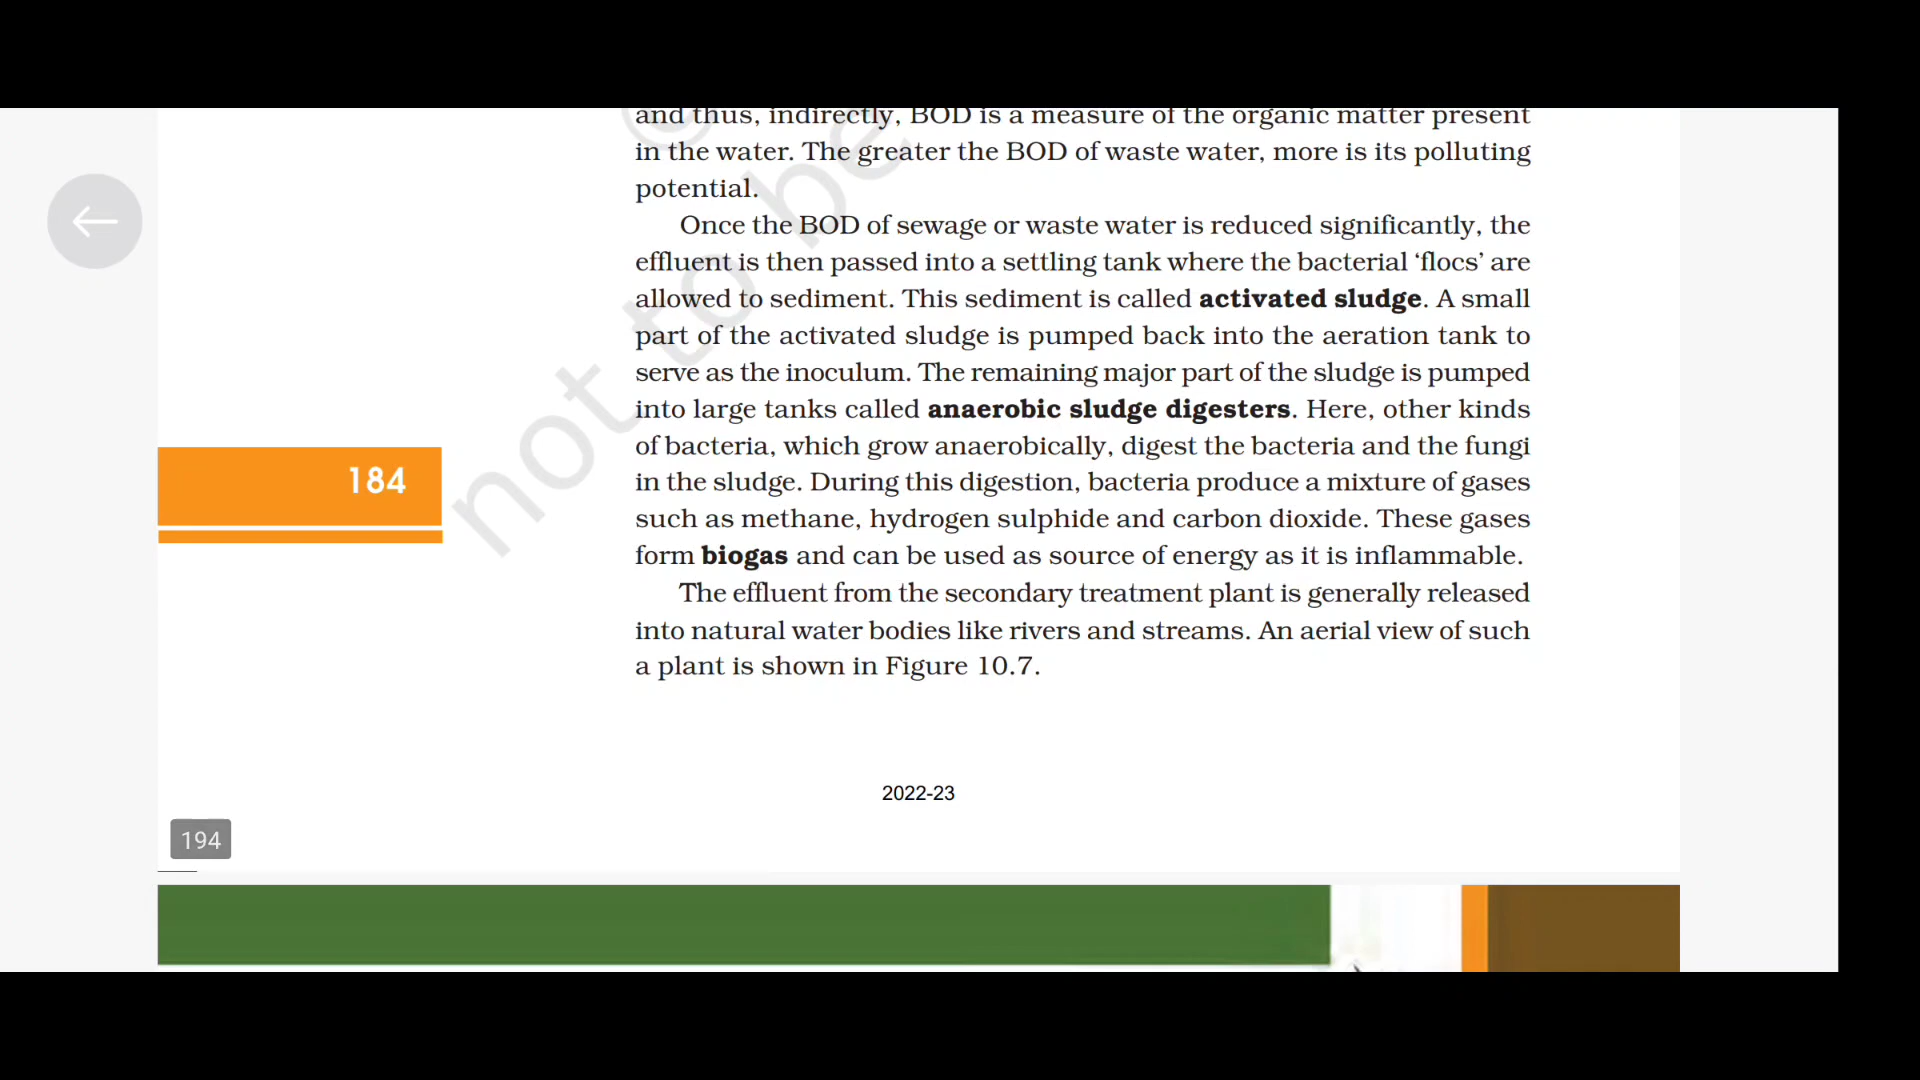 and thus, indirectly, BOD is a measure of the organic matter present
in the water. The greater the BOD of waste water, more is its polluting
potential.
Once the BOD of sewage or waste water is reduced significantly, the
effluent is then passed into a settling tank where the bacterial ‘flocs’ are
allowed to sediment. This sediment is called activated sludge. A small
part of the activated sludge is pumped back into the aeration tank to
serve as the inoculum. The remaining major part of the sludge is pumped
into large tanks called anaerobic sludge digesters. Here, other kinds
of bacteria, which grow anaerobically, digest the bacteria and the fungi
in the sludge. During this digestion, bacteria produce a mixture of gases
such as methane, hydrogen sulphide and carbon dioxide. These gases
form biogas and can be used as source of energy as it is inflammable.
The effluent from the secondary treatment plant is generally released
into natural water bodies like rivers and streams. An aerial view of such
a plant is shown in Figure 10.7.
184
not to be
©
2022-23
194